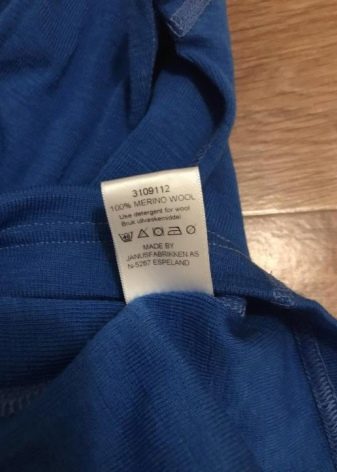 3109112
100% MERINO WOOL
Use detergent for wool
Bruk ullvaskemiddel
MADE BY
JANUSFABRIKKEN AS
N-5267 ESPELAND